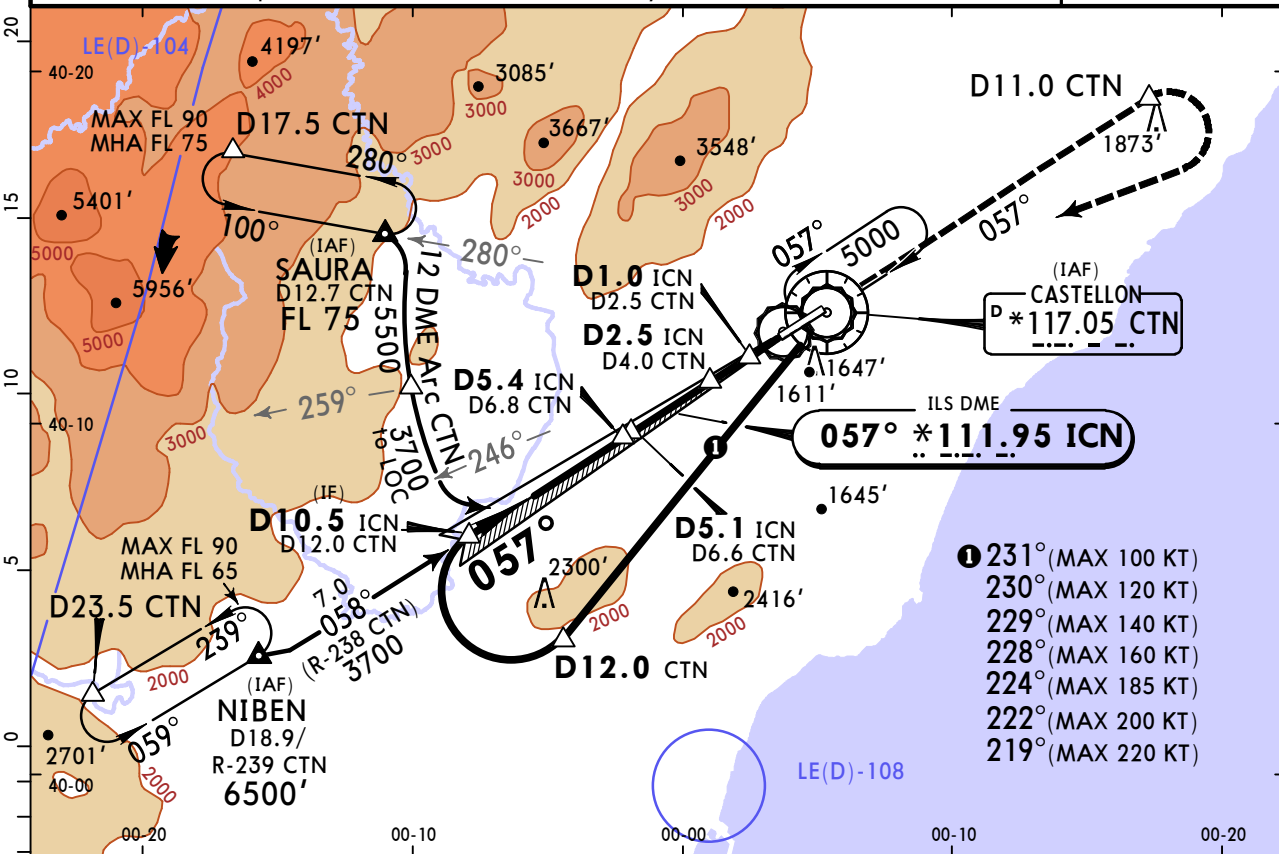 20
LE(D)-104
4197'
40-20
4000
3085'
3000
D11.0 CTN
MAX FL 90
MHA FL 75
D17.5 CTN
3667'
3548'
1873'
280°
3000
3000
3000
2000
2000
15
5401'
5000
100°
(IAF)
SAURA
D12.7 CTN
FL 75
280°
057°
5000
057°
5956'
5000
12 DME Arc CTN
5500
D1.0 ICN
D2.5 CTN
(IAF)
CASTELLON
D *117.05 CTN
D2.5 ICN
D4.0 CTN
1647'
1611'
10
259°
D5.4 ICN
D6.8 CTN
ILS DME
057° *111.95 ICN
40-10
3000
3700
to LOC
246°
1
1645'
(IF)
D10.5 ICN
D12.0 CTN
057°
D5.1 ICN
D6.6 CTN
5
MAX FL 90
MHA FL 65
D23.5 CTN
7.0
058°
(R-238 CTN)
3700
2300'
2000
2416'
2000
1 231° (MAX 100 KT)
230° (MAX 120 KT)
229° (MAX 140 KT)
228° (MAX 160 KT)
224° (MAX 185 KT)
222° (MAX 200 KT)
219° (MAX 220 KT)
239°
2000
D12.0 CTN
(IAF)
NIBEN
D18.9/
R-239 CTN
6500'
059°
0
2701'
40-00
2000
LE(D)-108
00-20
00-10
00-00
00-10
00-20